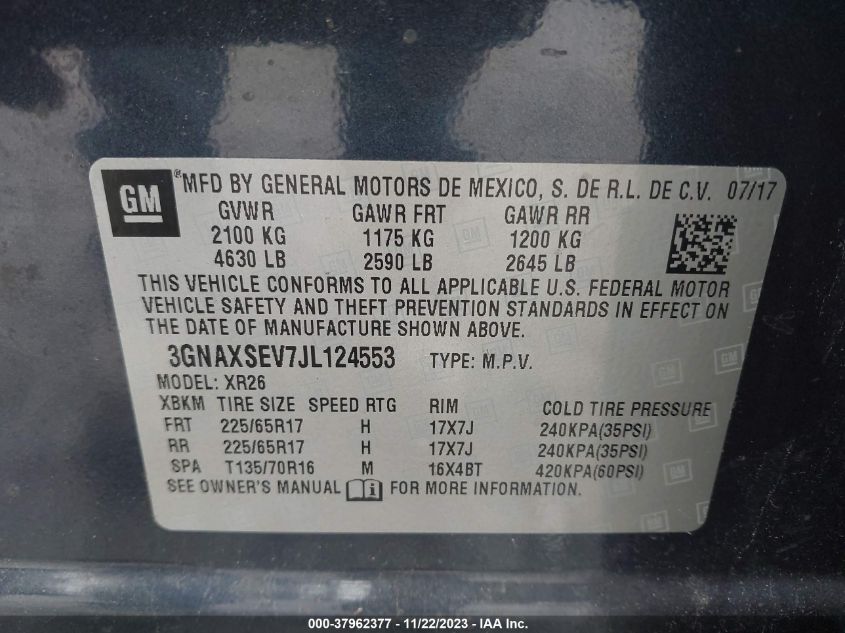 GM ® MFD BY GENERAL MOTORS DE MEXICO, S. DE R.L. DE C.V. 07/17
GVWR GAWR FRT GAWR RR
2100 KG 1175 KG 1200 KG
4630 LB 2590 LB 2645 LB
THIS VEHICLE CONFORMS TO ALL APPLICABLE U.S. FEDERAL MOTOR
VEHICLE SAFETY AND THEFT PREVENTION STANDARDS IN EFFECT ON
THE DATE OF MANUFACTURE SHOWN ABOVE.
3GNAXSEV7JL124553 TYPE: M.P.V.
MODEL: XR26
XBKM TIRE SIZE SPEED RTG RIM COLD TIRE PRESSURE
FRT 225/65R17 H 17X7J 240KPA(35PSI)
RR 225/65R17 H 17X7J 240KPA(35PSI)
SPA T135/70R16 M 16X4BT 420KPA(60PSI)
SEE OWNER'S MANUAL i FOR MORE INFORMATION.
000-37962377 - 11/22/2023 - IAAI Inc.